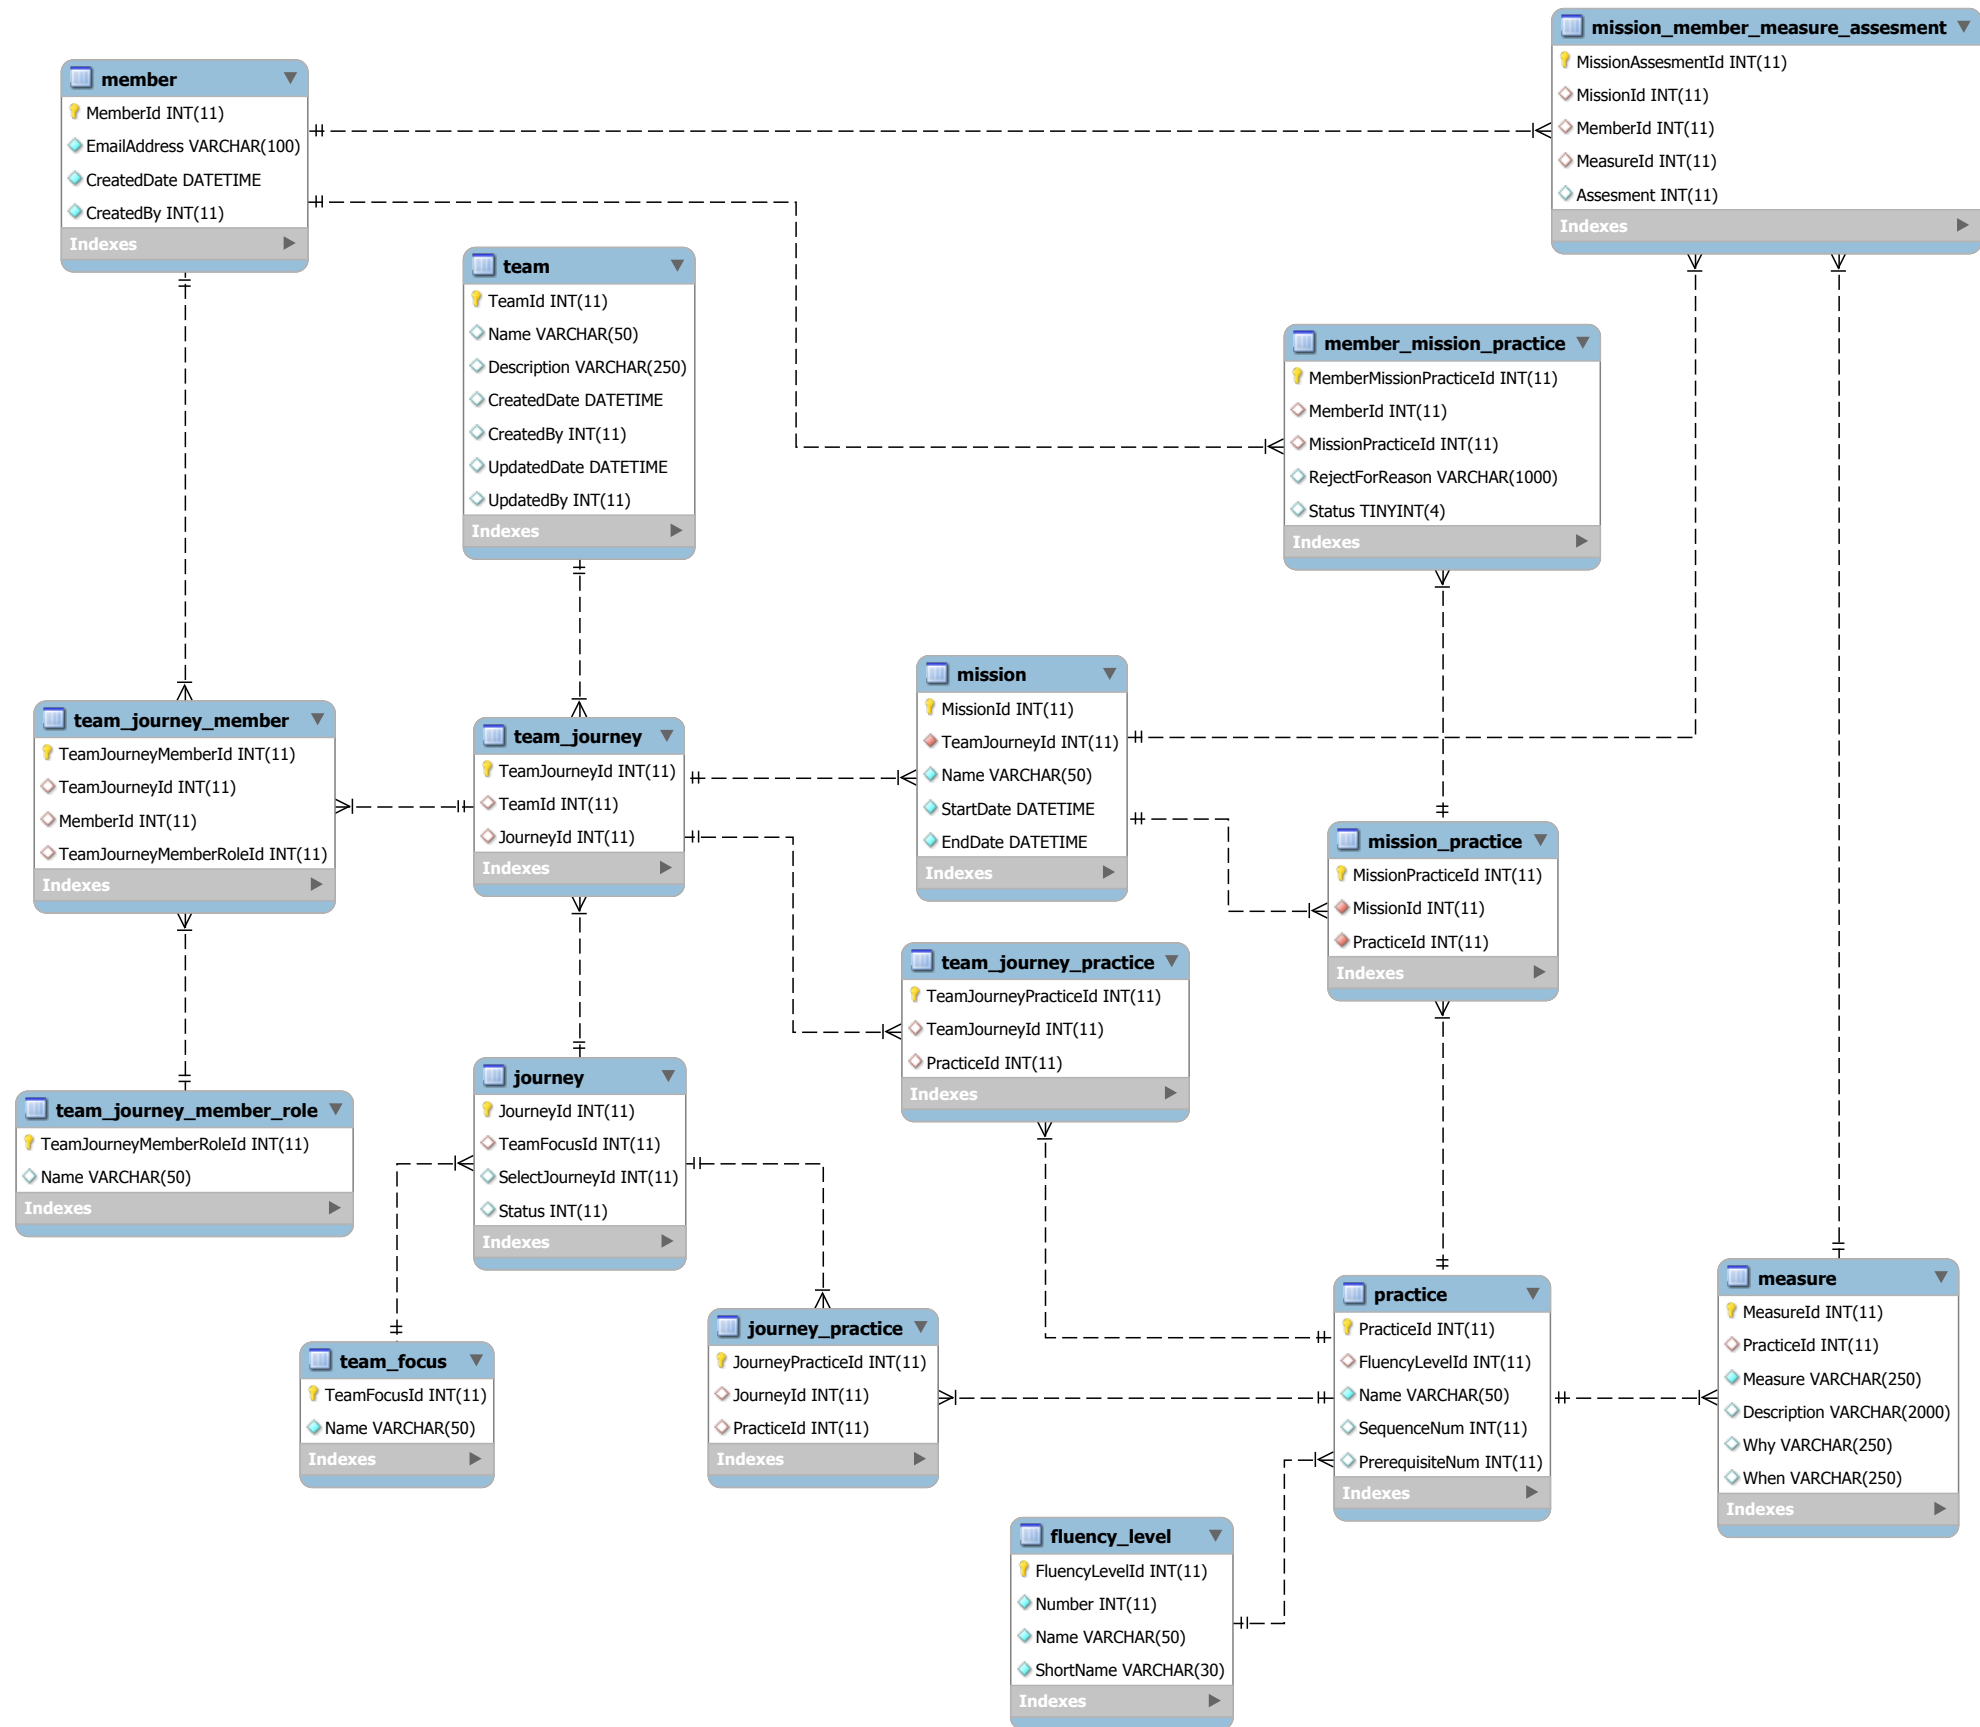 mission_member_measure_assesment
MissionAssesmentId INT(11)
MissionId INT(11)
MemberId INT(11)
MeasureId INT(11)
Assesment INT(11)
Indexes
member
MemberId INT(11)
EmailAddress VARCHAR(100)
CreatedDate DATETIME
CreatedBy INT(11)
Indexes
team
TeamId INT(11)
Name VARCHAR(50)
Description VARCHAR(250)
CreatedDate DATETIME
CreatedBy INT(11)
UpdatedDate DATETIME
UpdatedBy INT(11)
Indexes
member_mission_practice
MemberMissionPracticeId INT(11)
MemberId INT(11)
MissionPracticeId INT(11)
RejectForReason VARCHAR(1000)
Status TINYINT(4)
Indexes
team_journey_member
TeamJourneyMemberId INT(11)
TeamJourneyId INT(11)
MemberId INT(11)
TeamJourneyMemberRoleId INT(11)
Indexes
team_journey
TeamJourneyId INT(11)
TeamId INT(11)
JourneyId INT(11)
Indexes
mission
MissionId INT(11)
TeamJourneyId INT(11)
Name VARCHAR(50)
StartDate DATETIME
EndDate DATETIME
Indexes
mission_practice
MissionPracticeId INT(11)
MissionId INT(11)
PracticeId INT(11)
Indexes
team_journey_practice
TeamJourneyPracticeId INT(11)
TeamJourneyId INT(11)
PracticeId INT(11)
Indexes
team_journey_member_role
TeamJourneyMemberRoleId INT(11)
Name VARCHAR(50)
Indexes
journey
JourneyId INT(11)
TeamFocusId INT(11)
SelectJourneyId INT(11)
Status INT(11)
Indexes
team_focus
TeamFocusId INT(11)
Name VARCHAR(50)
Indexes
journey_practice
JourneyPracticeId INT(11)
JourneyId INT(11)
PracticeId INT(11)
Indexes
practice
PracticeId INT(11)
FluencyLevelId INT(11)
Name VARCHAR(50)
SequenceNum INT(11)
PrerequisiteNum INT(11)
Indexes
measure
MeasureId INT(11)
PracticeId INT(11)
Measure VARCHAR(250)
Description VARCHAR(2000)
Why VARCHAR(250)
When VARCHAR(250)
Indexes
fluency_level
FluencyLevelId INT(11)
Number INT(11)
Name VARCHAR(50)
ShortName VARCHAR(30)
Indexes